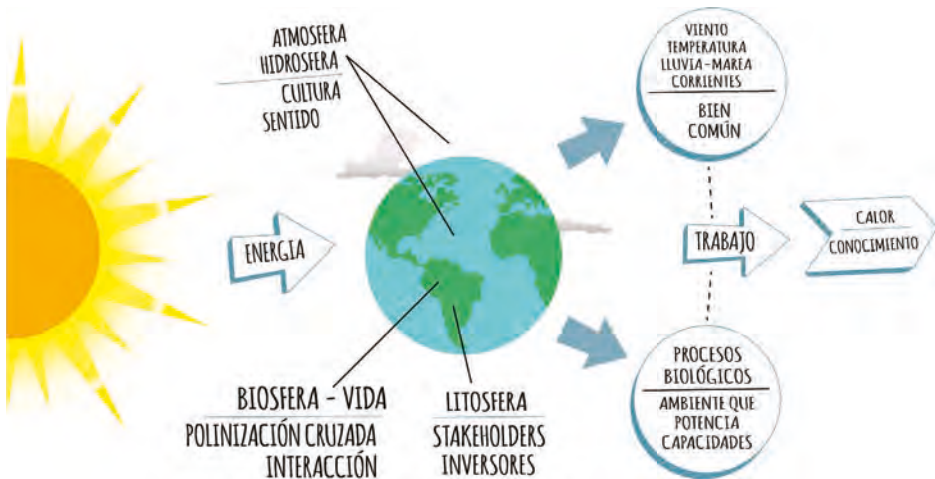 ATMOSFERA
HIDROSFERA
CULTURA
SENTIDO
ENERGIA
BIOSFERA - VIDA
POLINIZACIÓN CRUZADA
INTERACCIÓN
LITOSFERA
STAKEHOLDERS
INVERSORES
VIENTO
TEMPERATURA
LLUVIA-MAREA
CORRIENTES
BIEN
COMÚN
TRABAJO
CALOR
CONOCIMIENTO
PROCESOS
BIOLÓGICOS
AMBIENTE QUE
POTENCIA
CAPACIDADES